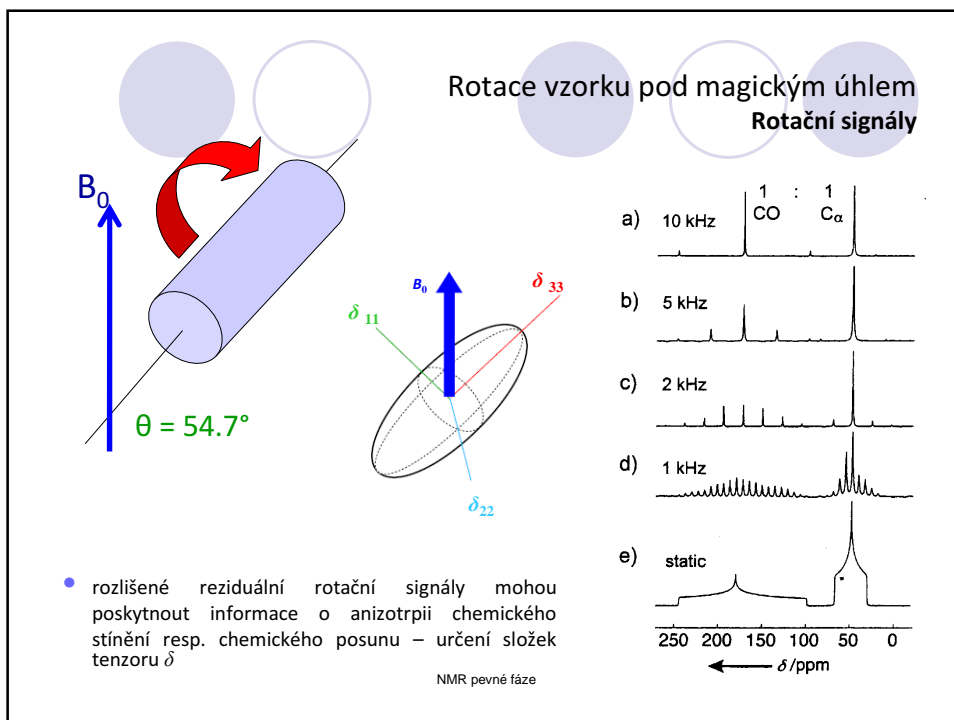 Rotace vzorku pod magickým úhlem
Rotační signály
B0
θ = 54.7°
B0
δ 11
δ 33
δ22
1 : 1
CO Cα
a) 10 kHz
b) 5 kHz
c) 2 kHz
d) 1 kHz
e) static
250 200 150 100 50 0
δ /ppm
rozlišené reziduální rotační signály mohou
poskytnout informace o anizotrpii chemického
stínění resp. chemického posunu – určení složek
tenzoru δ
NMR pevné fáze